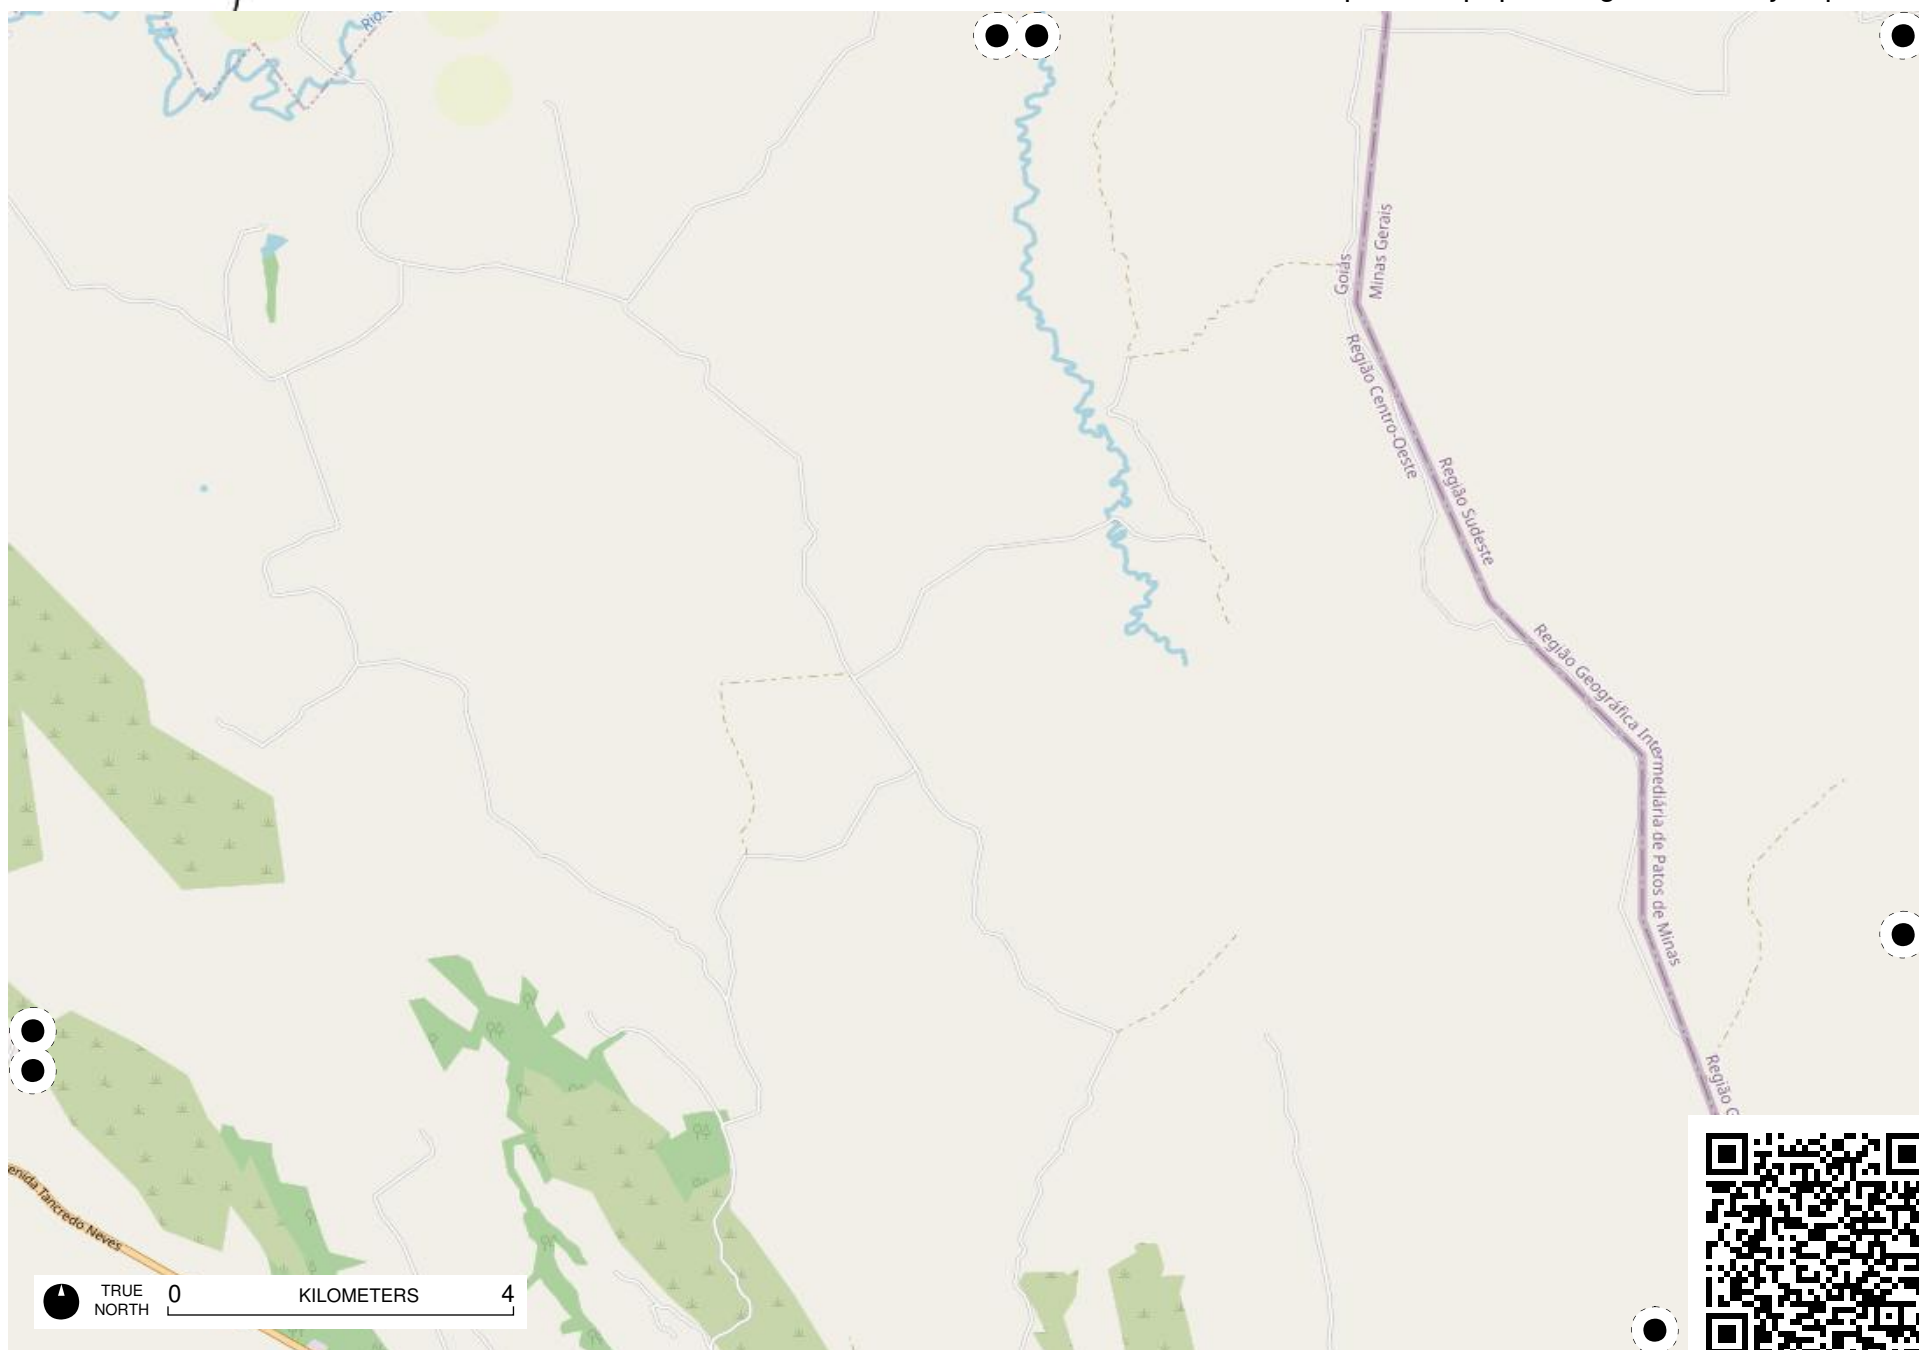 Goiás
Minas Gerais
Região Centro-Oeste
Região Sudeste
Região Geográfica Intermediária de Patos de Minas
Região
enida Tancredo Neves
TRUE
NORTH
0 KILOMETERS 4